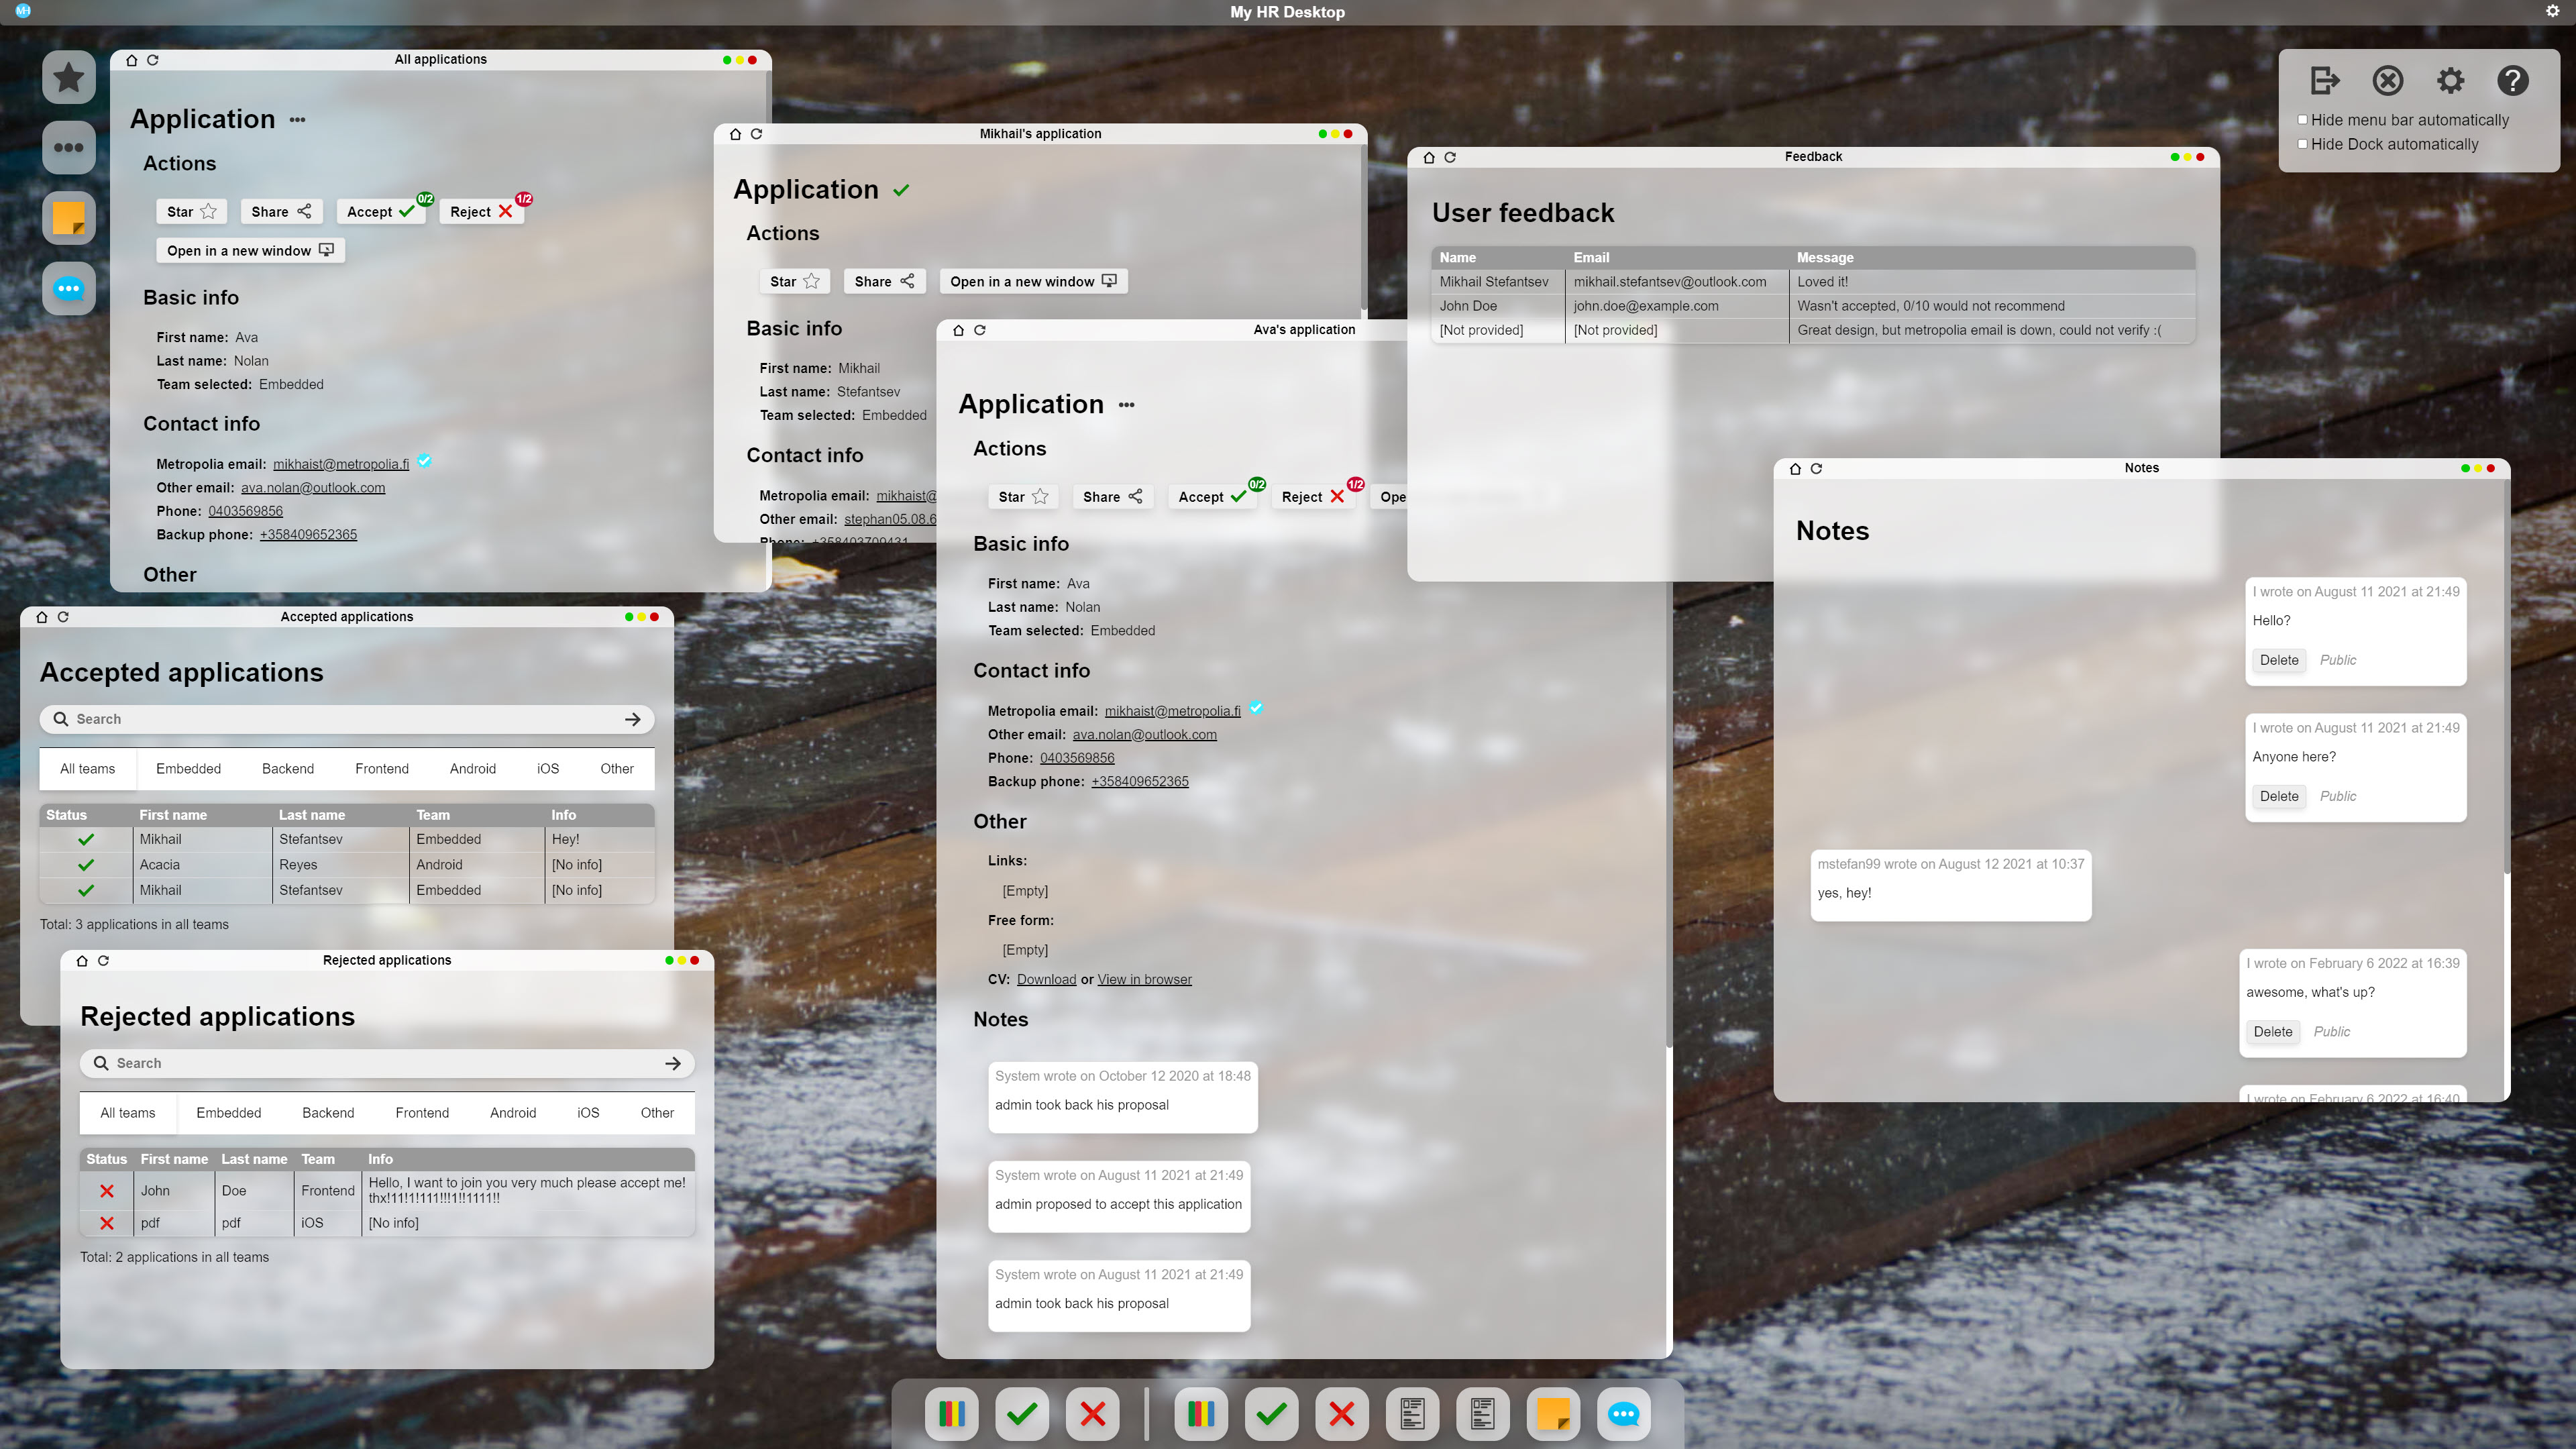 MH
My HR Desktop
All applications
Application
Actions
Star
Share
Accept
0/2
Reject
1/2
Open in a new window
Basic info
First name: Ava
Last name: Nolan
Team selected: Embedded
Contact info
Metropolia email: mikhaist@metropolia.fi
Other email: ava.nolan@outlook.com
Phone: 0403569856
Backup phone: +358409652365
Other
Mikhail's application
Application
Actions
Star
Share
Open in a new window
Basic info
First name: Mikhail
Last name: Stefantsev
Team selected: Embedded
Contact info
Metropolia email: mikhaist@
Other email: stephan05.08.6
Phone: +358403709431
Feedback
User feedback
Name Email Message
Mikhail Stefantsev mikhail.stefantsev@outlook.com Loved it!
John Doe john.doe@example.com Wasn't accepted, 0/10 would not recommend
[Not provided] [Not provided] Great design, but metropolia email is down, could not verify :(
Hide menu bar automatically
Hide Dock automatically
Ava's application
Application
Actions
Star
Share
Accept
0/2
Reject
1/2
Ope
Basic info
First name: Ava
Last name: Nolan
Team selected: Embedded
Contact info
Metropolia email: mikhaist@metropolia.fi
Other email: ava.nolan@outlook.com
Phone: 0403569856
Backup phone: +358409652365
Other
Links:
[Empty]
Free form:
[Empty]
CV: Download or View in browser
Notes
System wrote on October 12 2020 at 18:48
admin took back his proposal
System wrote on August 11 2021 at 21:49
admin proposed to accept this application
System wrote on August 11 2021 at 21:49
admin took back his proposal
Notes
Notes
I wrote on August 11 2021 at 21:49
Hello?
Delete Public
I wrote on August 11 2021 at 21:49
Anyone here?
Delete Public
mstefan99 wrote on August 12 2021 at 10:37
yes, hey!
I wrote on February 6 2022 at 16:39
awesome, what's up?
Delete Public
I wrote on February 6 2022 at 16:40
Accepted applications
Accepted applications
Search
All teams Embedded Backend Frontend Android iOS Other
Status First name Last name Team Info
Mikhail Stefantsev Embedded Hey!
Acacia Reyes Android [No info]
Mikhail Stefantsev Embedded [No info]
Total: 3 applications in all teams
Rejected applications
Rejected applications
Search
All teams Embedded Backend Frontend Android iOS Other
Status First name Last name Team Info
John Doe Frontend Hello, I want to join you very much please accept me!
thx!11!1!111!!!1!!1111!!
pdf pdf iOS [No info]
Total: 2 applications in all teams